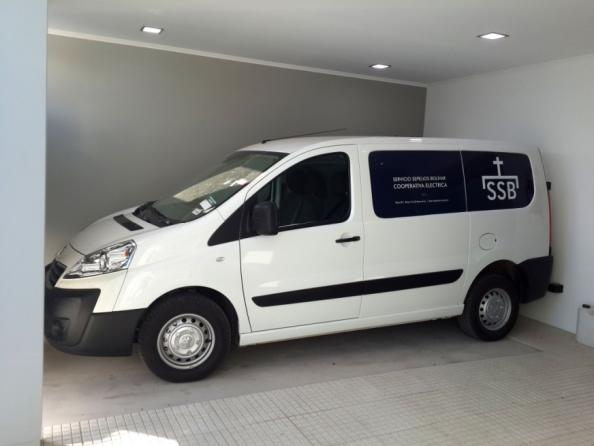 SERVICIO SEPELIOS BOLIVAR
COOPERATIVA ELECTRICA
SSB